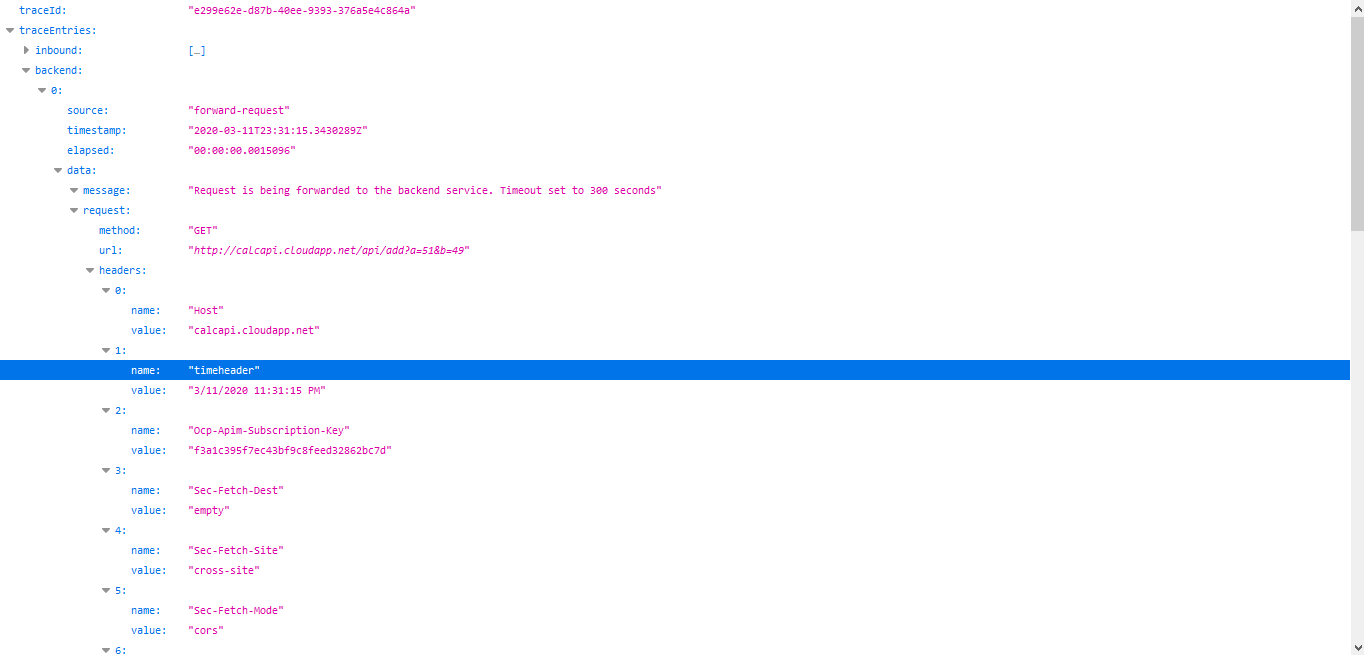 traceId: "e299e62e-d87b-40ee-9393-376a5e4c864a"
traceEntries:
inbound: […]
backend:
0:
source: "forward-request"
timestamp: "2020-03-11T23:31:15.3430289Z"
elapsed: "00:00:00.0015096"
data:
message: "Request is being forwarded to the backend service. Timeout set to 300 seconds"
request:
method: "GET"
url: "http://calcapi.cloudapp.net/api/add?a=51&b=49"
headers:
0:
name: "Host"
value: "calcapi.cloudapp.net"
1:
name: "timeheader"
value: "3/11/2020 11:31:15 PM"
2:
name: "Ocp-Apim-Subscription-Key"
value: "f3a1c395f7ec43bf9c8feed32862bc7d"
3:
name: "Sec-Fetch-Dest"
value: "empty"
4:
name: "Sec-Fetch-Site"
value: "cross-site"
5:
name: "Sec-Fetch-Mode"
value: "cors"
6: